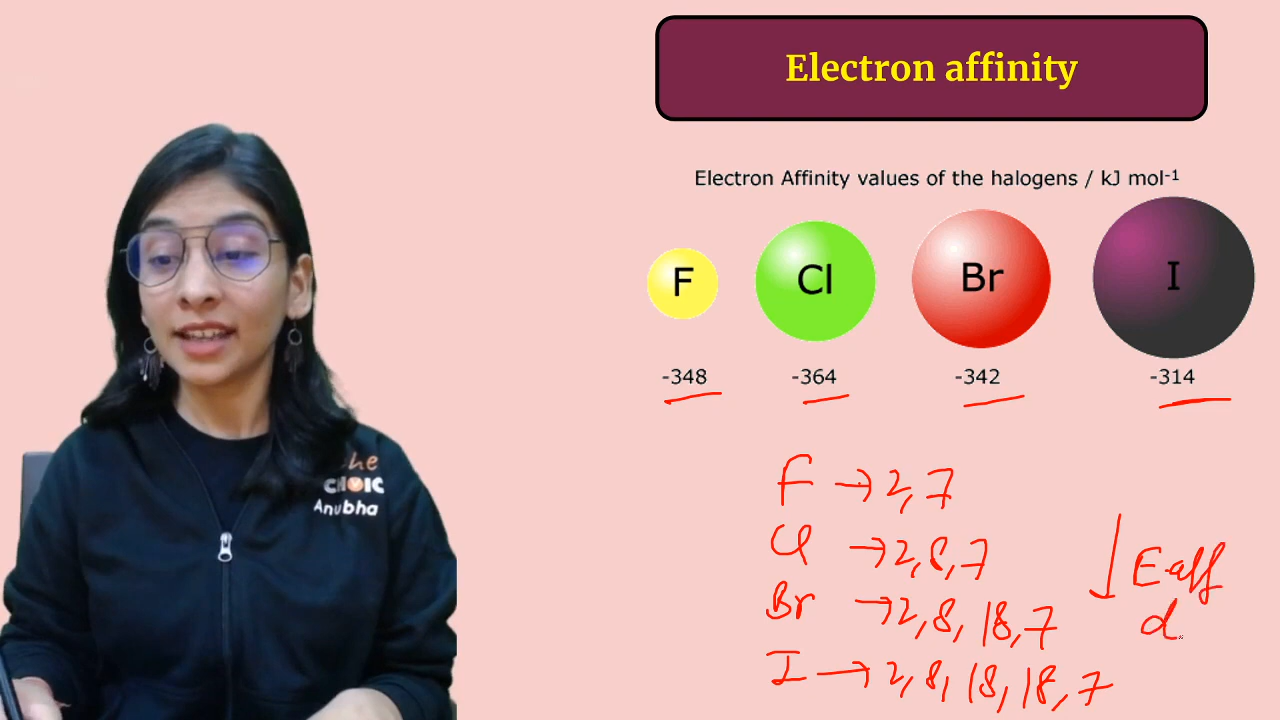 Electron affinity
Electron Affinity values of the halogens / kJ mol⁻¹
F Cl Br I
-348 -364 -342 -314
F → 2,7
Cl → 2,8,7
Br → 2,8,18,7
I → 2,8,18,18,7
↓ E aff
d
CHOIC
Anubha